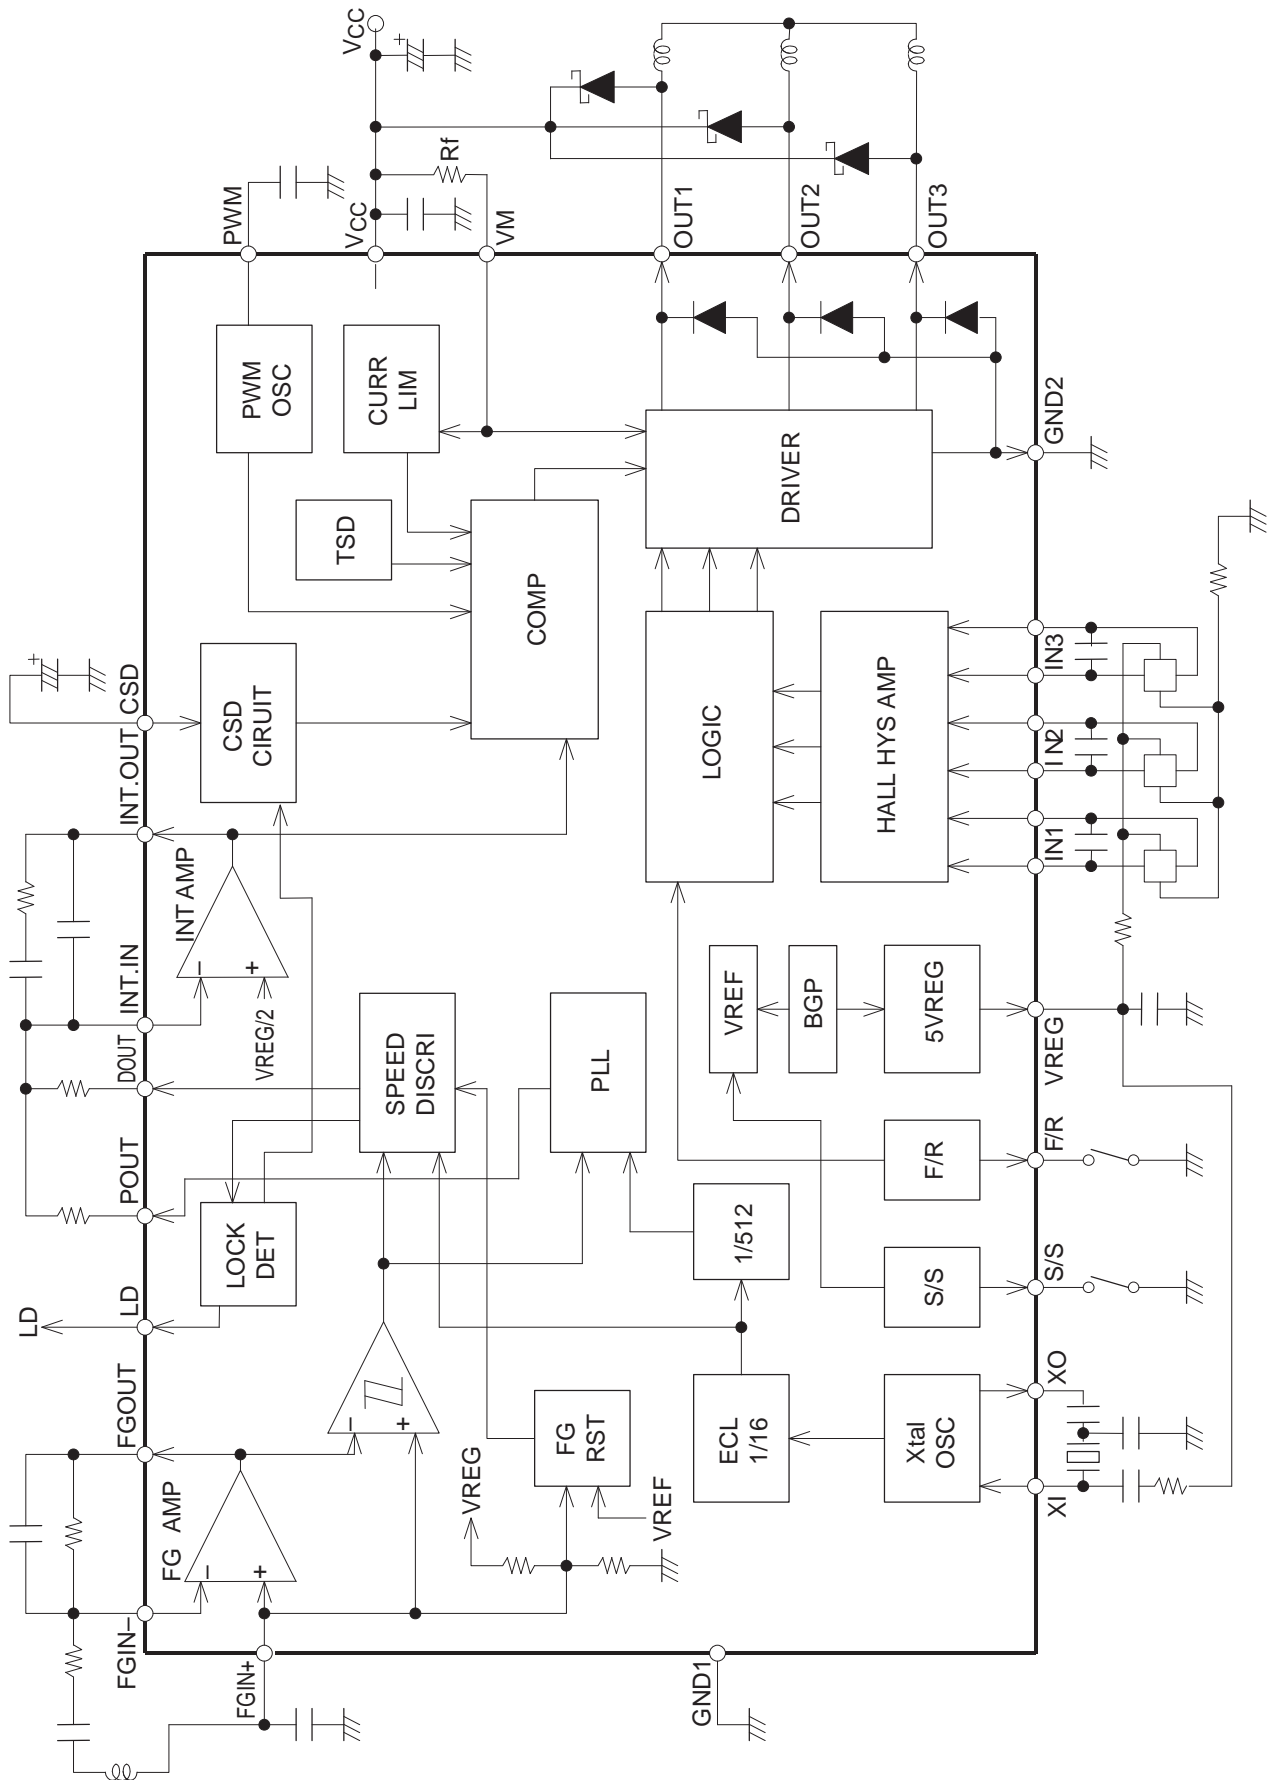 FGIN–
FGOUT
LD
LD
POUT
DOUT
INT.IN
INT.OUT
CSD
+
FG AMP
–
+
LOCK
DET
INT AMP
–
+
VREG/2
CSD
CIRUIT
PWM
OSC
PWM
FGIN+
–
+
SPEED
DISCRI
TSD
CURR
LIM
VCC
VCC
+
VREG
VREF
FG
RST
PLL
COMP
Rf
VM
GND1
ECL
1/16
1/512
VREF
BGP
LOGIC
DRIVER
OUT1
OUT2
OUT3
Xtal
OSC
S/S
F/R
5VREG
HALL HYS AMP
XI
XO
S/S
F/R
VREG
IN1
IN2
IN3
GND2